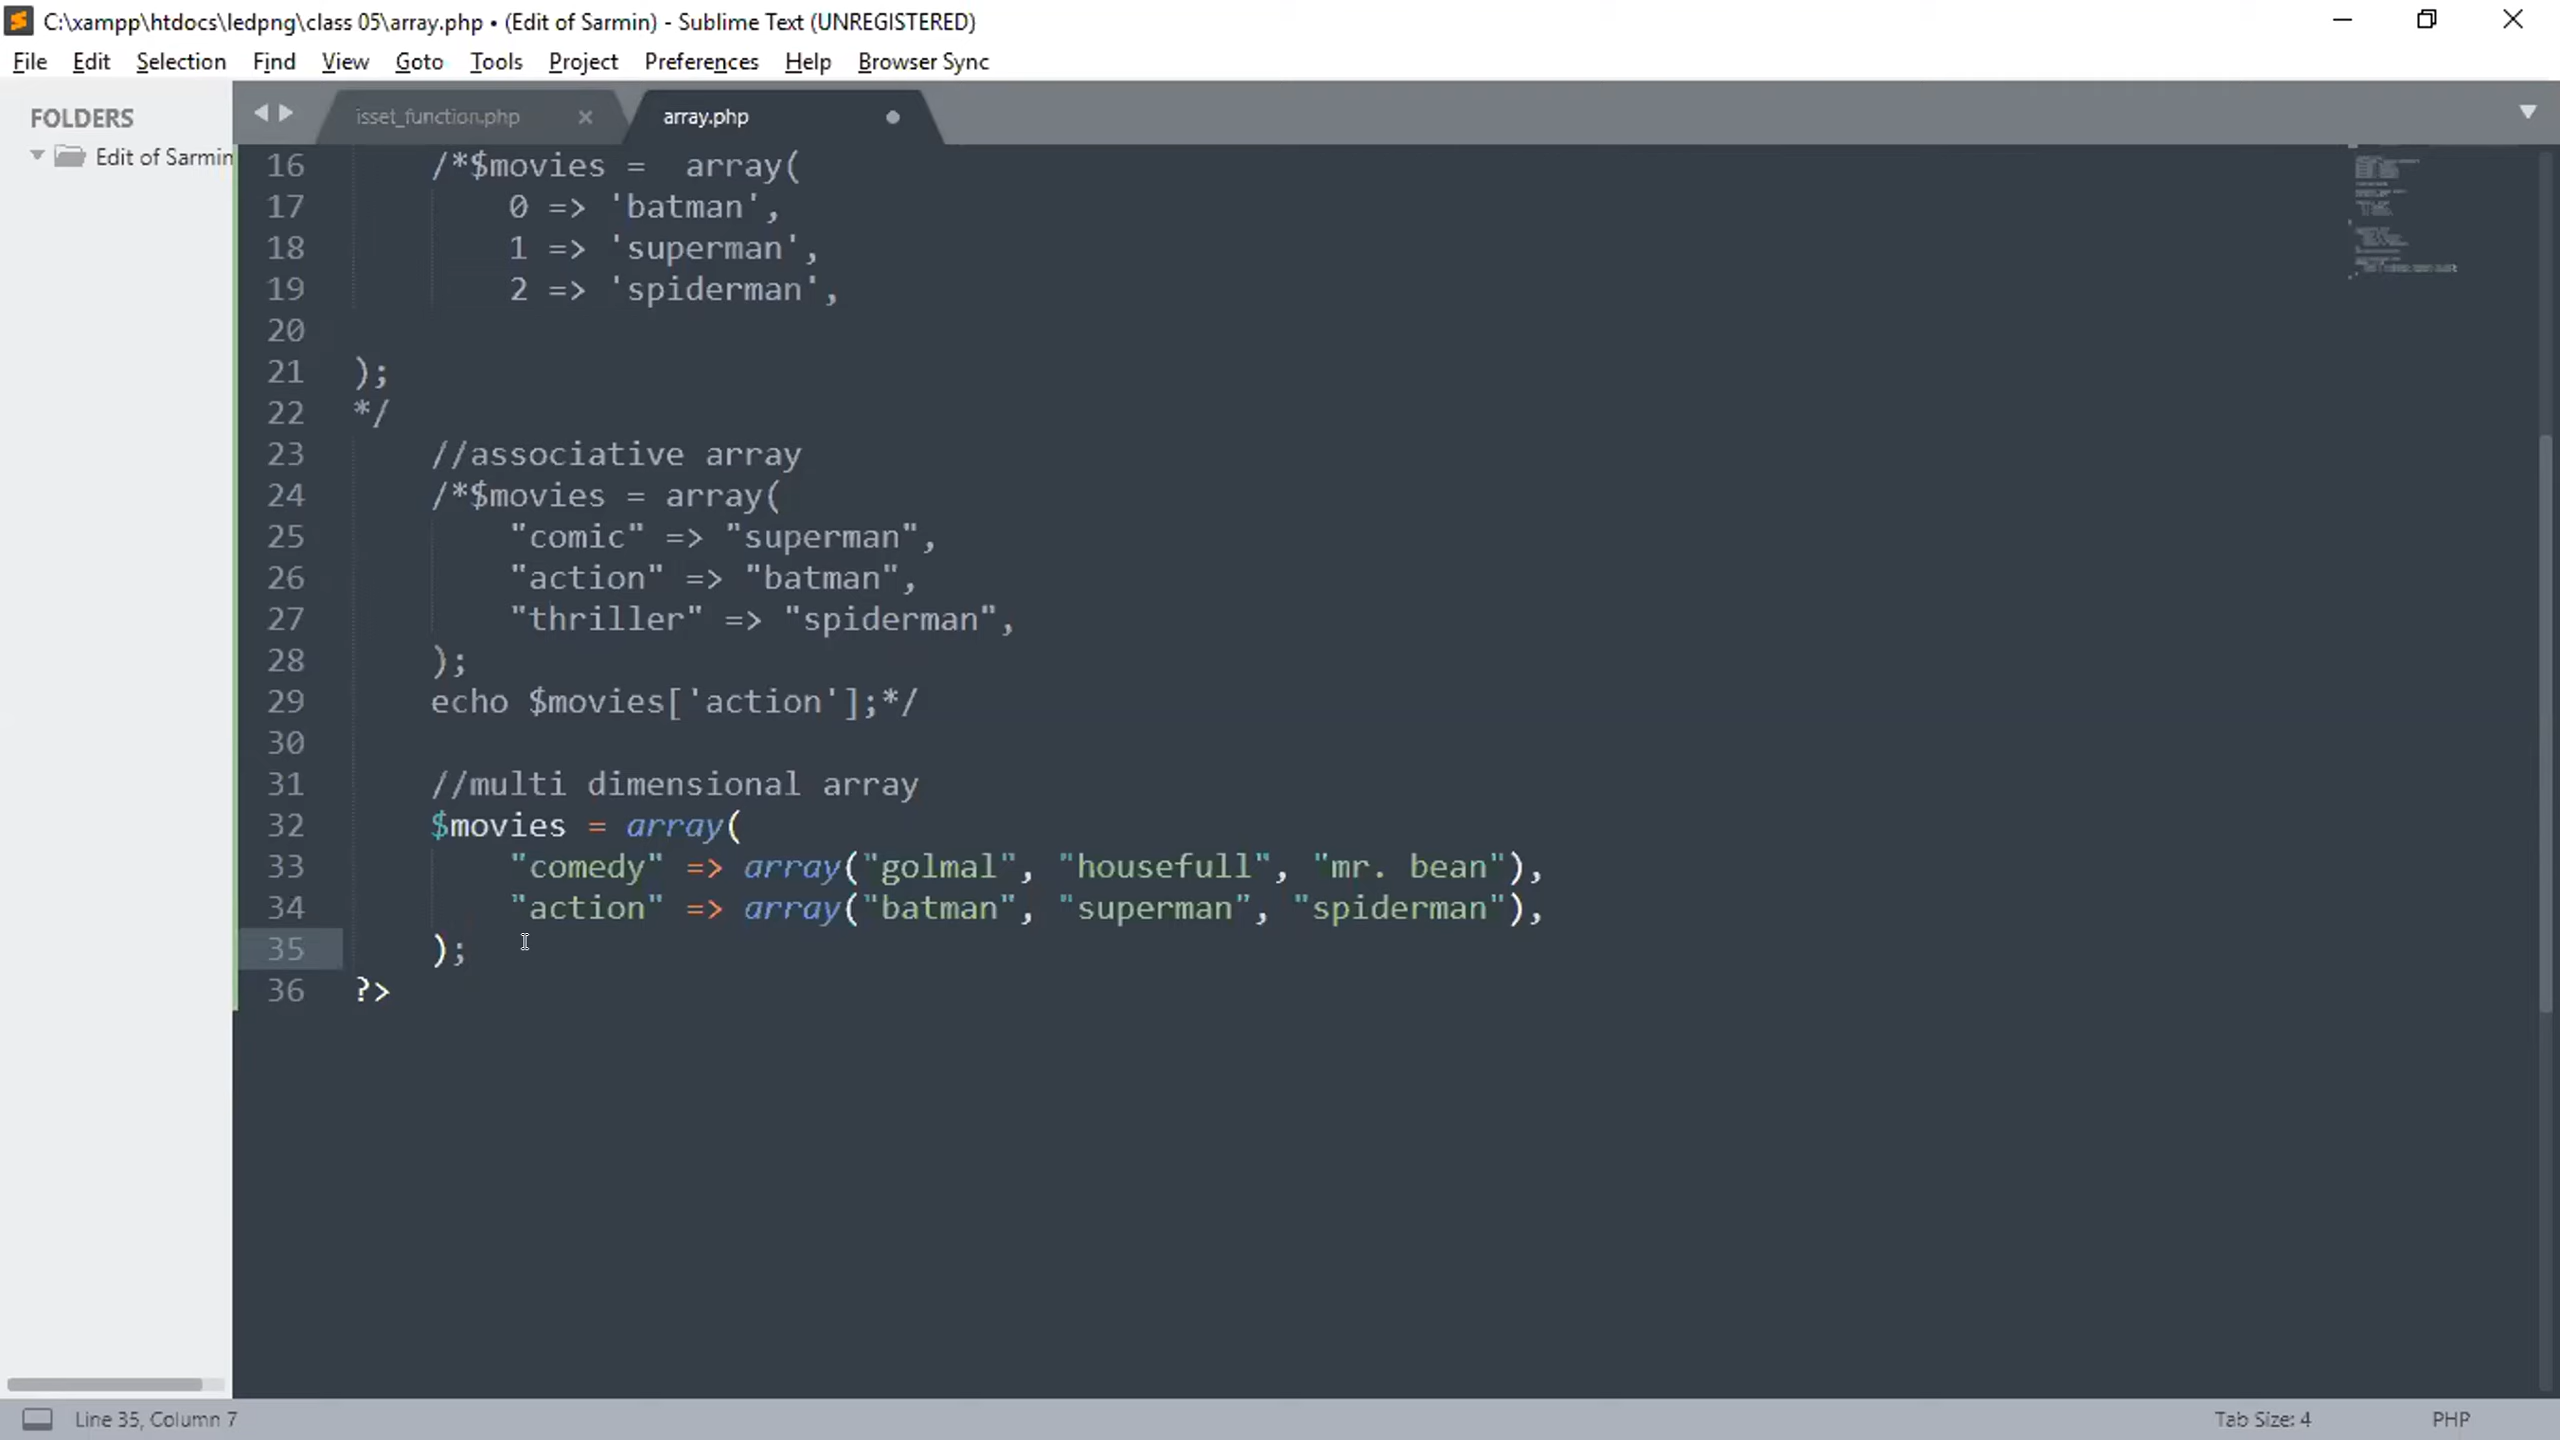 C:\xampp\htdocs\ledpng\class 05\array.php • (Edit of Sarmin) - Sublime Text (UNREGISTERED)
File Edit Selection Find View Goto Tools Project Preferences Help Browser Sync
FOLDERS
Edit of Sarmin
isset_function.php
array.php
16 /*$movies =  array(
17 0 => 'batman',
18 1 => 'superman',
19 2 => 'spiderman',
20
21 );
22 */
23 //associative array
24 /*$movies = array(
25 "comic" => "superman",
26 "action" => "batman",
27 "thriller" => "spiderman",
28 );
29 echo $movies['action'];*/
30
31 //multi dimensional array
32 $movies = array(
33 "comedy" => array("golmal", "housefull", "mr. bean"),
34 "action" => array("batman", "superman", "spiderman"),
35 );
36 ?>
Line 35, Column 7
Tab Size: 4
PHP